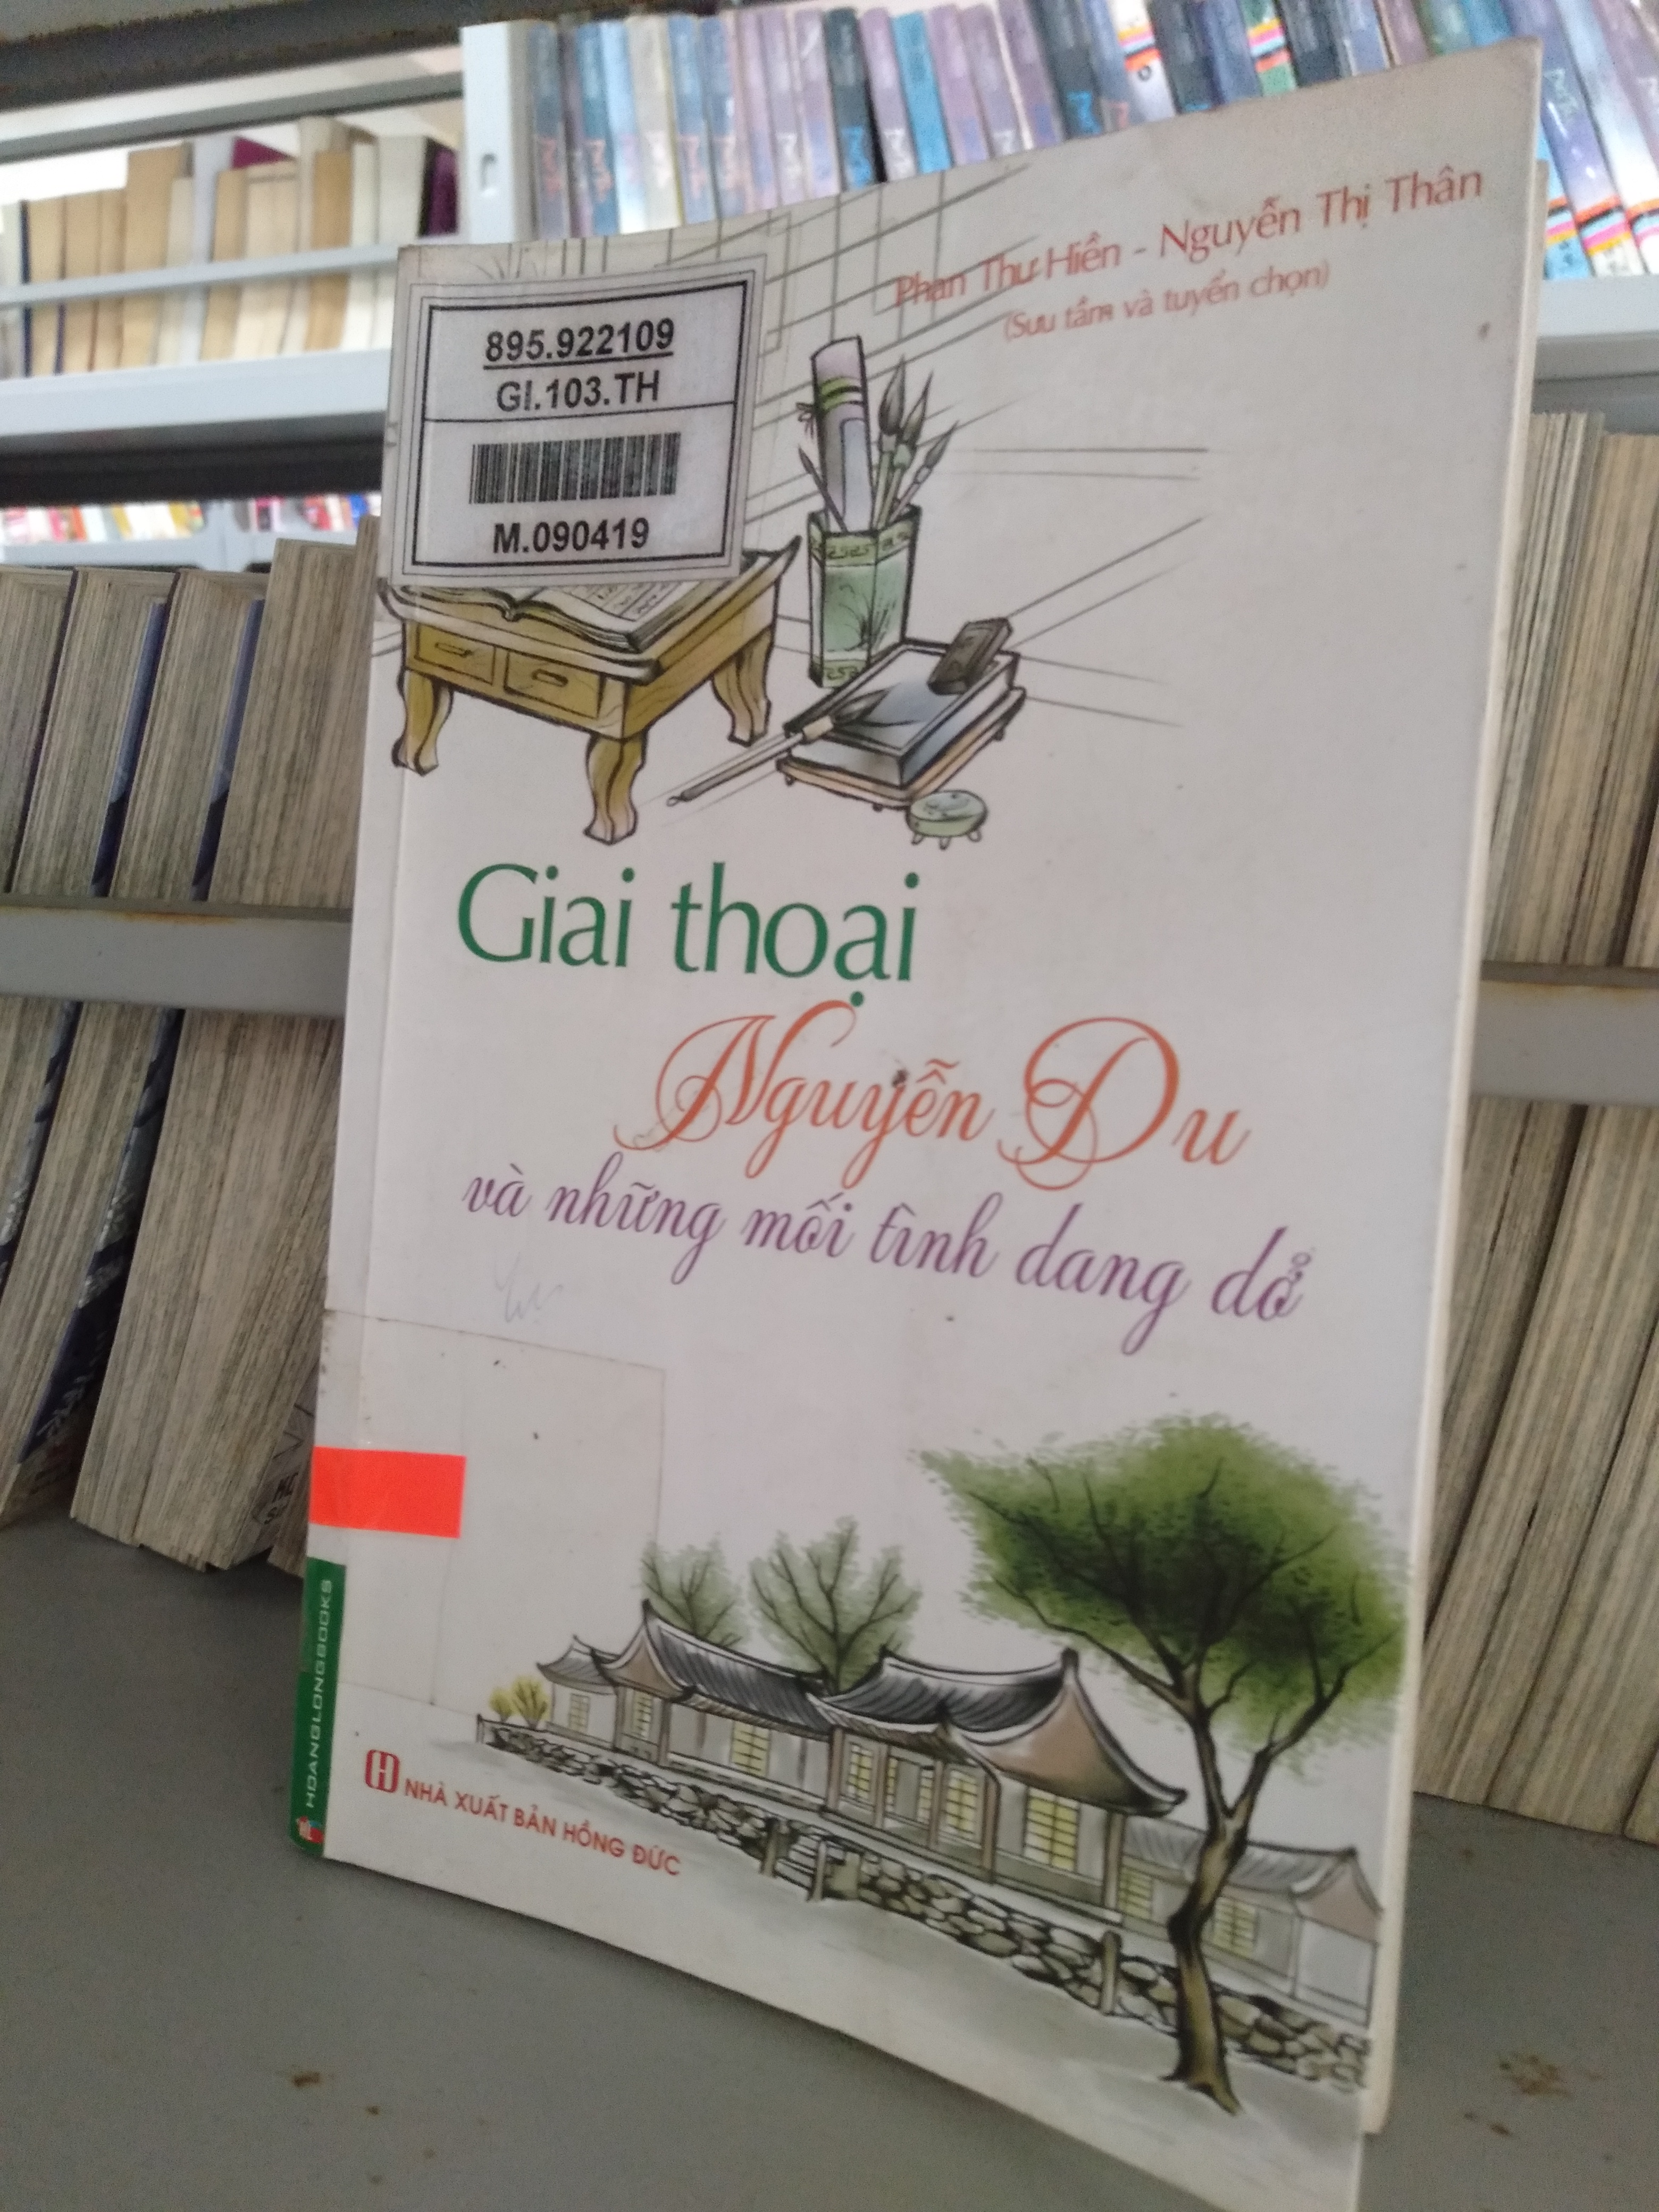 Phan Thư Hiền - Nguyễn Thị Thân
(Sưu tầm và tuyển chọn)
895.922109
GI.103.TH
M.090419
Giai thoại
Nguyễn Du
và những mối tình dang dở
HOANGLONGBOOKS
NHÀ XUẤT BẢN HỒNG ĐỨC